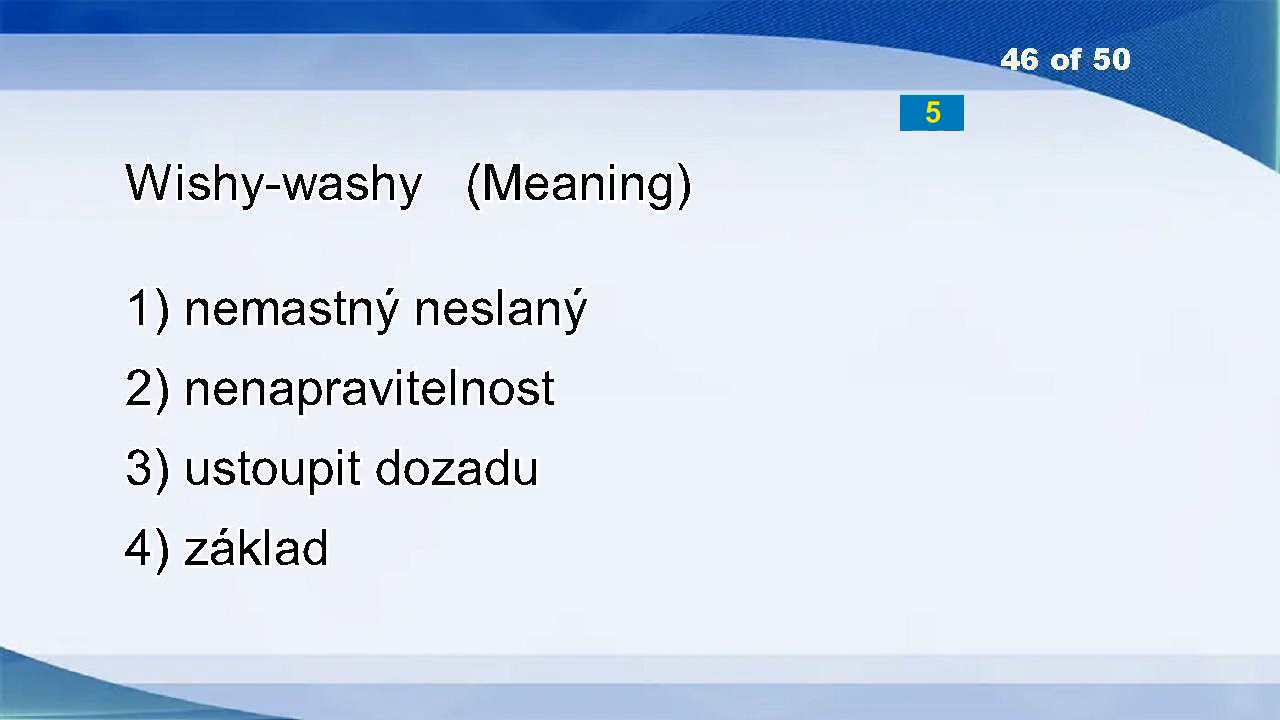 46 of 50
5
Wishy-washy (Meaning)
1) nemastný neslaný
2) nenapravitelnost
3) ustoupit dozadu
4) základ